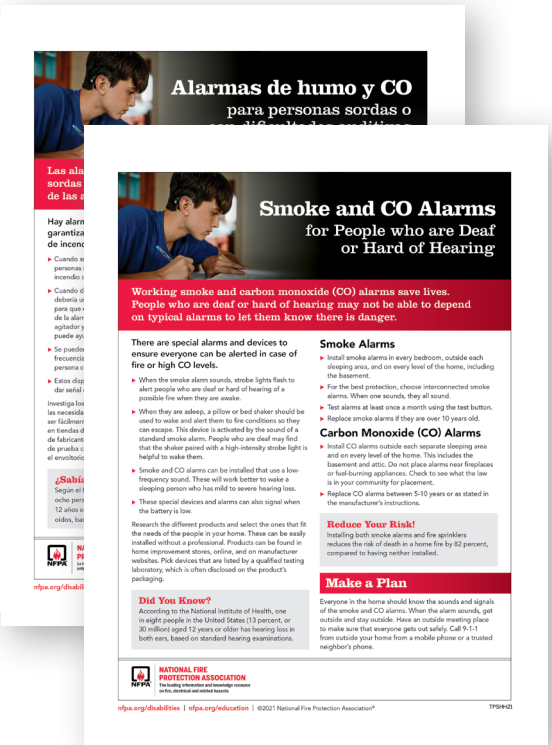 Alarmas de humo y CO
para personas sordas o
con dificultades auditivas
Las
sordas
de las
Hay
garantiza
de
Cuando
personas
incendio
Cuando
debería
para que
de la
agitador y
puede
Se
frecuencia
persona
Estos
dar señal
Investiga
las
ser
en tiendas
de
de prueba
el
¿Sabía
Según el
ocho
12 años o
oídos,
NFPA
nfpa.org/
Smoke and CO Alarms
for People who are Deaf
or Hard of Hearing
Working smoke and carbon monoxide (CO) alarms save lives.
People who are deaf or hard of hearing may not be able to depend
on typical alarms to let them know there is danger.
There are special alarms and devices to
ensure everyone can be alerted in case of
fire or high CO levels.
▶ When the smoke alarm sounds, strobe lights flash to
alert people who are deaf or hard of hearing of a
possible fire when they are awake.
▶ When they are asleep, a pillow or bed shaker should be
used to wake and alert them to fire conditions so they
can escape. This device is activated by the sound of a
standard smoke alarm. People who are deaf may find
that the shaker paired with a high-intensity strobe light is
helpful to wake them.
▶ Smoke and CO alarms can be installed that use a low-
frequency sound. These will work better to wake a
sleeping person who has mild to severe hearing loss.
▶ These special devices and alarms can also signal when
the battery is low.
Research the different products and select the ones that fit
the needs of the people in your home. These can be easily
installed without a professional. Products can be found in
home improvement stores, online, and on manufacturer
websites. Pick devices that are listed by a qualified testing
laboratory, which is often disclosed on the product's
packaging.
Did You Know?
According to the National Institute of Health, one
in eight people in the United States (13 percent, or
30 million) aged 12 years or older has hearing loss in
both ears, based on standard hearing examinations.
Smoke Alarms
▶ Install smoke alarms in every bedroom, outside each
sleeping area, and on every level of the home, including
the basement.
▶ For the best protection, choose interconnected smoke
alarms. When one sounds, they all sound.
▶ Test alarms at least once a month using the test button.
▶ Replace smoke alarms if they are over 10 years old.
Carbon Monoxide (CO) Alarms
▶ Install CO alarms outside each separate sleeping area
and on every level of the home. This includes the
basement and attic. Do not place alarms near fireplaces
or fuel-burning appliances. Check to see what the law
is in your community for placement.
▶ Replace CO alarms between 5-10 years or as stated in
the manufacturer's instructions.
Reduce Your Risk!
Installing both smoke alarms and fire sprinklers
reduces the risk of death in a home fire by 82 percent,
compared to having neither installed.
Make a Plan
Everyone in the home should know the sounds and signals
of the smoke and CO alarms. When the alarm sounds, get
outside and stay outside. Have an outside meeting place
to make sure that everyone gets out safely. Call 9-1-1
from outside your home from a mobile phone or a trusted
neighbor's phone.
NFPA
NATIONAL FIRE
PROTECTION ASSOCIATION
The leading information and knowledge resource
on fire, electrical and related hazards
nfpa.org/disabilities | nfpa.org/education | ©2021 National Fire Protection Association®
TPSHH21